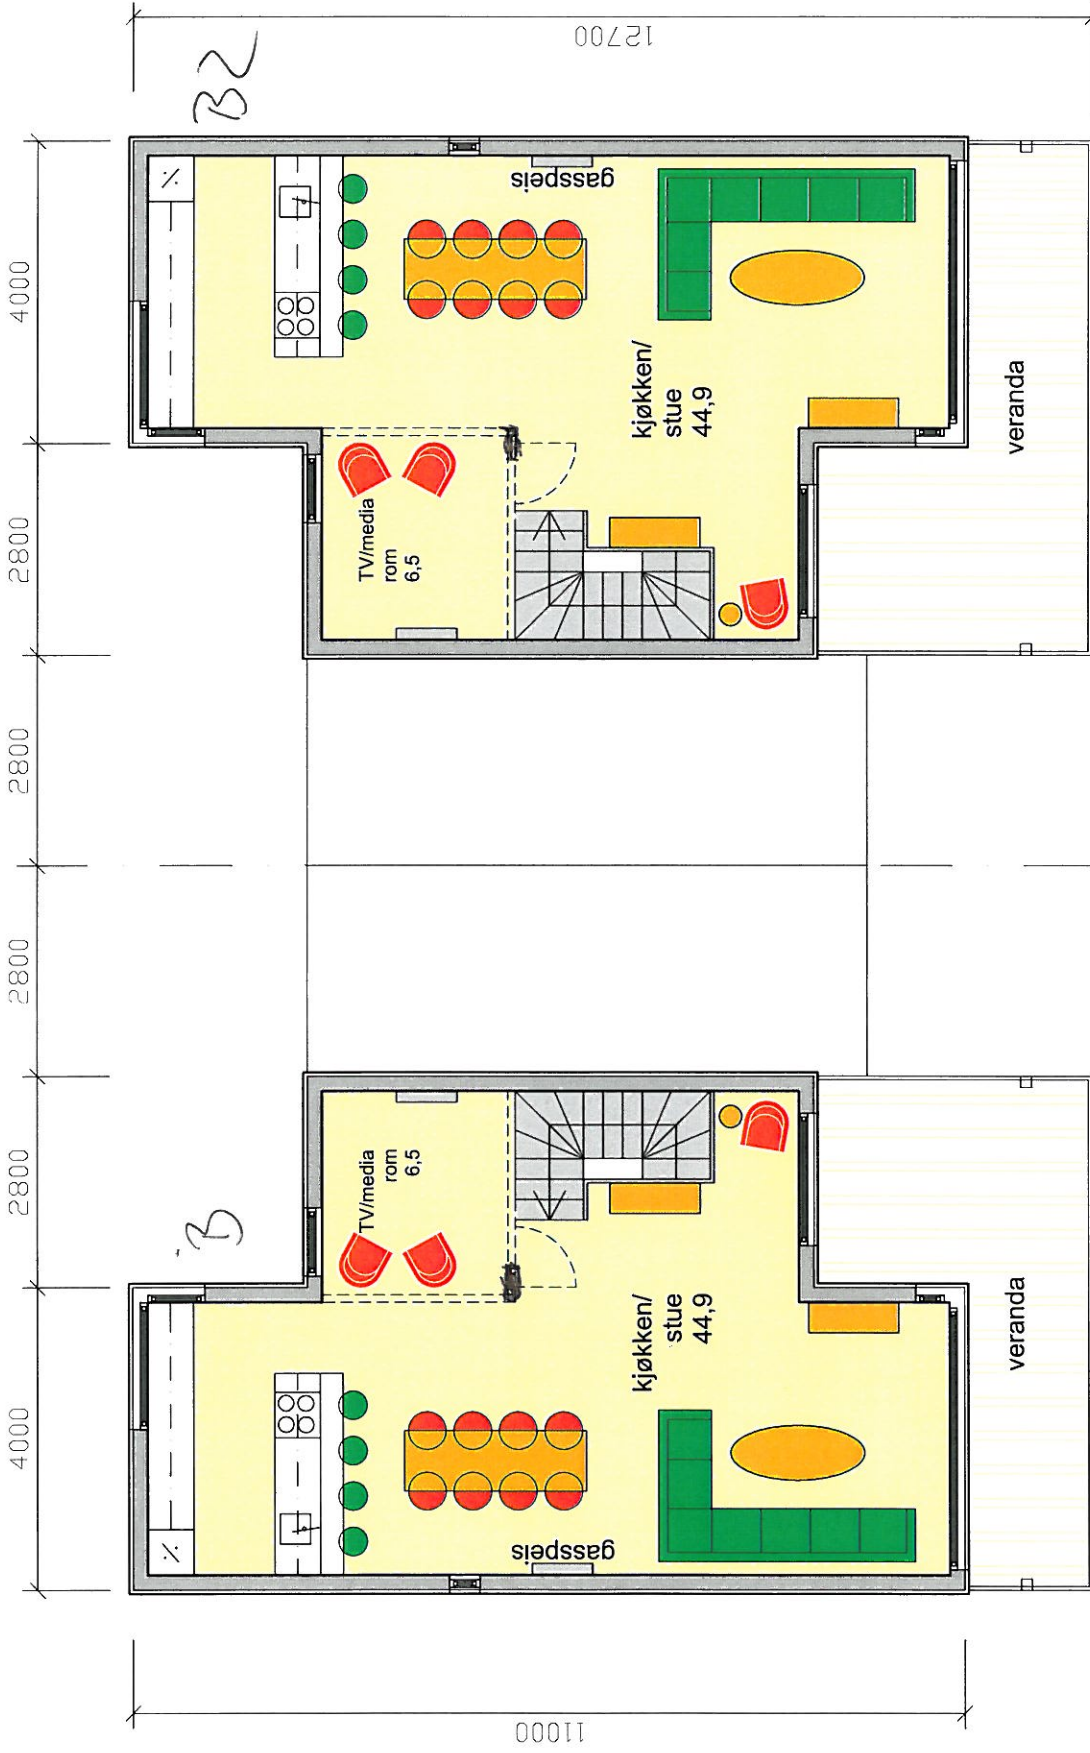 4000
2800
2800
2800
2800
4000
12700
11000
B
B2
TV/media
rom
6,5
TV/media
rom
6,5
gasspeis
gasspeis
kjøkken/
stue
44,9
kjøkken/
stue
44,9
veranda
veranda